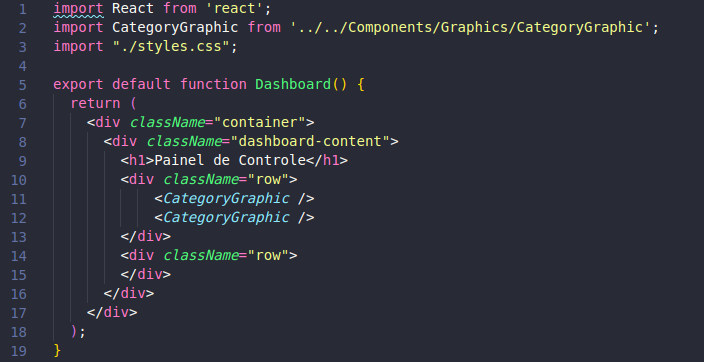 1 import React from 'react';
2 import CategoryGraphic from '../../Components/Graphics/CategoryGraphic';
3 import "./styles.css";
4
5 export default function Dashboard() {
6   return (
7     <div className="container">
8       <div className="dashboard-content">
9         <h1>Painel de Controle</h1>
10         <div className="row">
11             <CategoryGraphic />
12             <CategoryGraphic />
13         </div>
14         <div className="row">
15         </div>
16       </div>
17     </div>
18   );
19 }